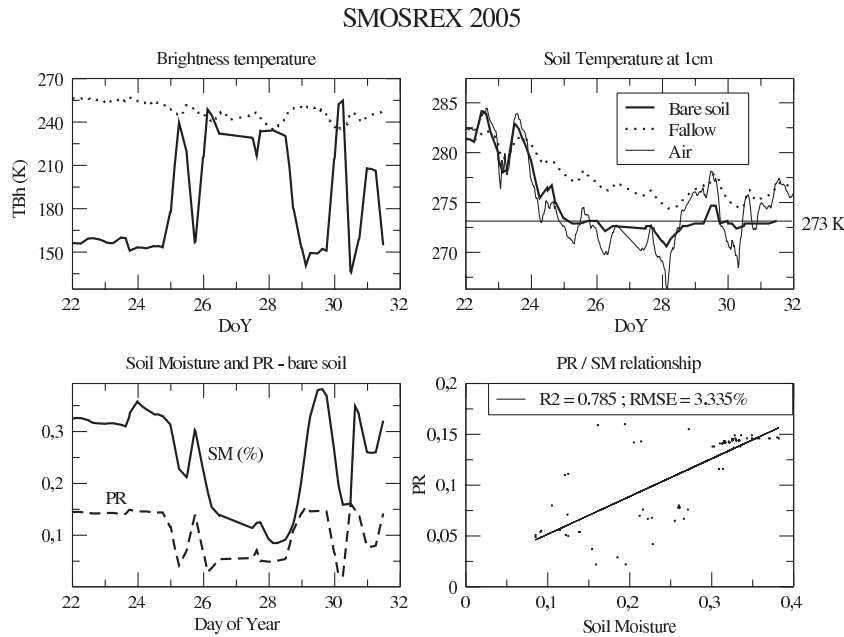 SMOSREX 2005
Brightness temperature
270
240
210
180
150
TBh (K)
22 24 26 28 30 32
DoY
Soil Temperature at 1cm
285
280
275
270
Bare soil
Fallow
Air
273 K
22 24 26 28 30 32
DoY
Soil Moisture and PR - bare soil
0,3
0,2
0,1
SM (%)
PR
22 24 26 28 30 32
Day of Year
PR / SM relationship
0,2
0,15
0,1
0,05
0
PR
R2 = 0.785 ; RMSE = 3.335%
0 0,1 0,2 0,3 0,4
Soil Moisture